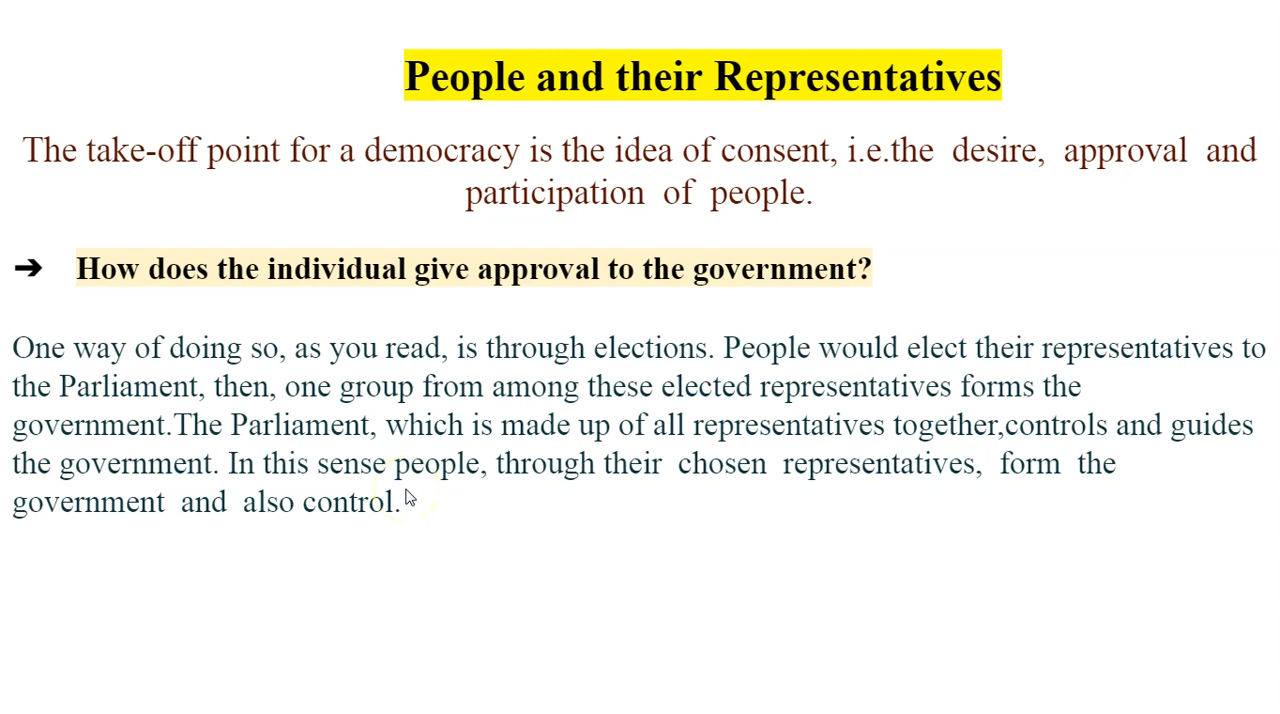 People and their Representatives
The take-off point for a democracy is the idea of consent, i.e.the desire, approval and
participation of people.
➔ How does the individual give approval to the government?
One way of doing so, as you read, is through elections. People would elect their representatives to
the Parliament, then, one group from among these elected representatives forms the
government.The Parliament, which is made up of all representatives together,controls and guides
the government. In this sense people, through their chosen representatives, form the
government and also control.